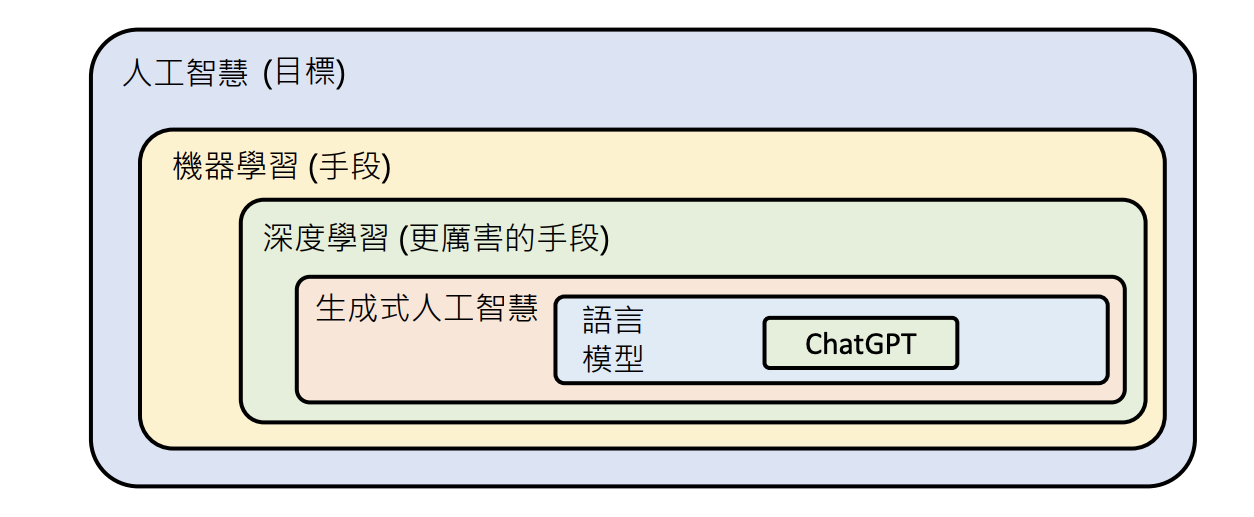 人工智慧 (目標)
機器學習 (手段)
深度學習 (更厲害的手段)
生成式人工智慧
語言
模型
ChatGPT